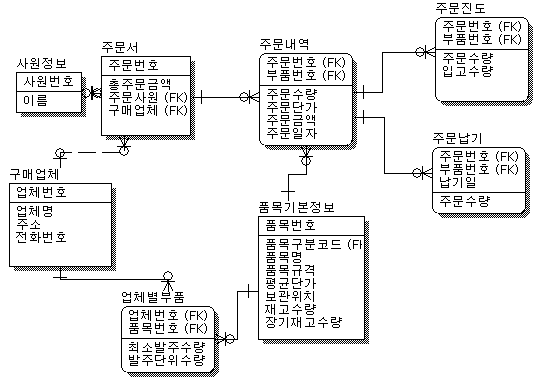 사원정보
사원번호
이름
주문서
주문번호
총주문금액
주문사원 (FK)
구매업체 (FK)
주문내역
주문번호 (FK)
부품번호 (FK)
주문수량
주문단가
주문금액
주문일자
주문진도
주문번호 (FK)
부품번호 (FK)
주문수량
입고수량
주문납기
주문번호 (FK)
부품번호 (FK)
납기일
주문수량
구매업체
업체번호
업체명
주소
전화번호
품목기본정보
품목번호
품목구분코드 (FK
품목명
품목규격
평균단가
보관위치
재고수량
장기재고수량
업체별부품
업체번호 (FK)
품목번호 (FK)
최소발주수량
발주단위수량